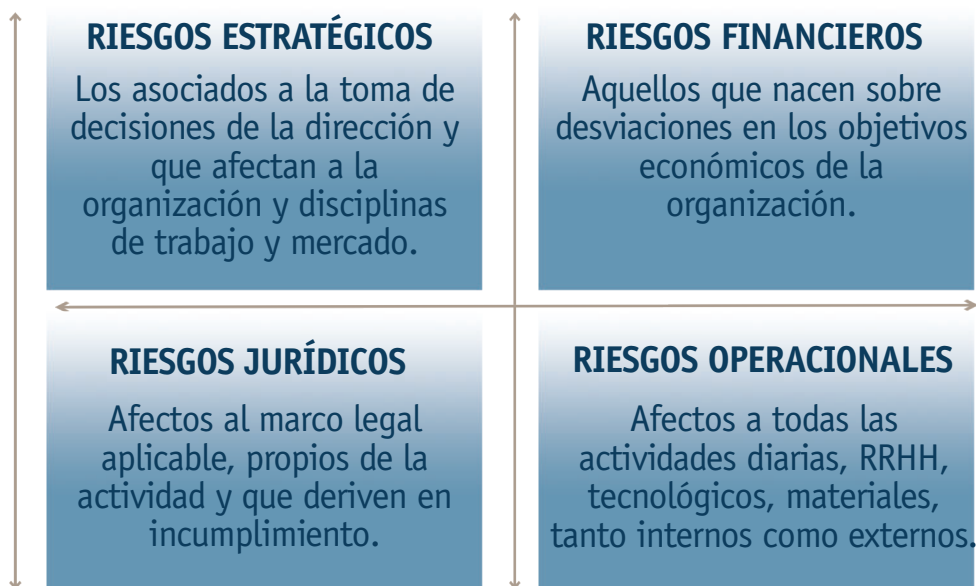 RIESGOS ESTRATÉGICOS
Los asociados a la toma de
decisiones de la dirección y
que afectan a la
organización y disciplinas
de trabajo y mercado.
RIESGOS FINANCIEROS
Aquellos que nacen sobre
desviaciones en los objetivos
económicos de la
organización.
RIESGOS JURÍDICOS
Afectos al marco legal
aplicable, propios de la
actividad y que deriven en
incumplimiento.
RIESGOS OPERACIONALES
Afectos a todas las
actividades diarias, RRHH,
tecnológicos, materiales,
tanto internos como externos.